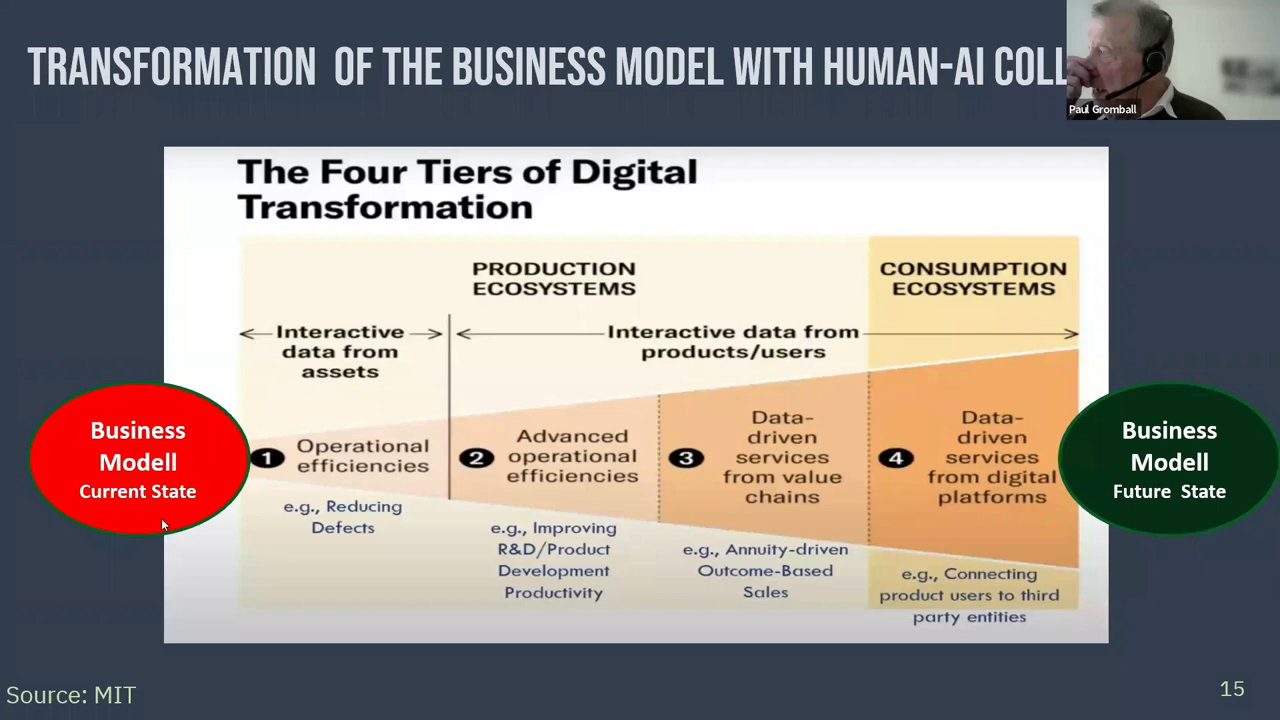 TRANSFORMATION OF THE BUSINESS MODEL WITH HUMAN-AI COLL
Paul Gromball
The Four Tiers of Digital
Transformation
PRODUCTION
ECOSYSTEMS
CONSUMPTION
ECOSYSTEMS
Interactive
data from
assets
Interactive data from
products/users
Business
Modell
Current State
1
Operational
efficiencies
e.g., Reducing
Defects
2
Advanced
operational
efficiencies
e.g., Improving
R&D/Product
Development
Productivity
3
Data-
driven
services
from value
chains
e.g., Annuity-driven
Outcome-Based
Sales
4
Data-
driven
services
from digital
platforms
e.g., Connecting
product users to third
party entities
Business
Modell
Future State
Source: MIT
15